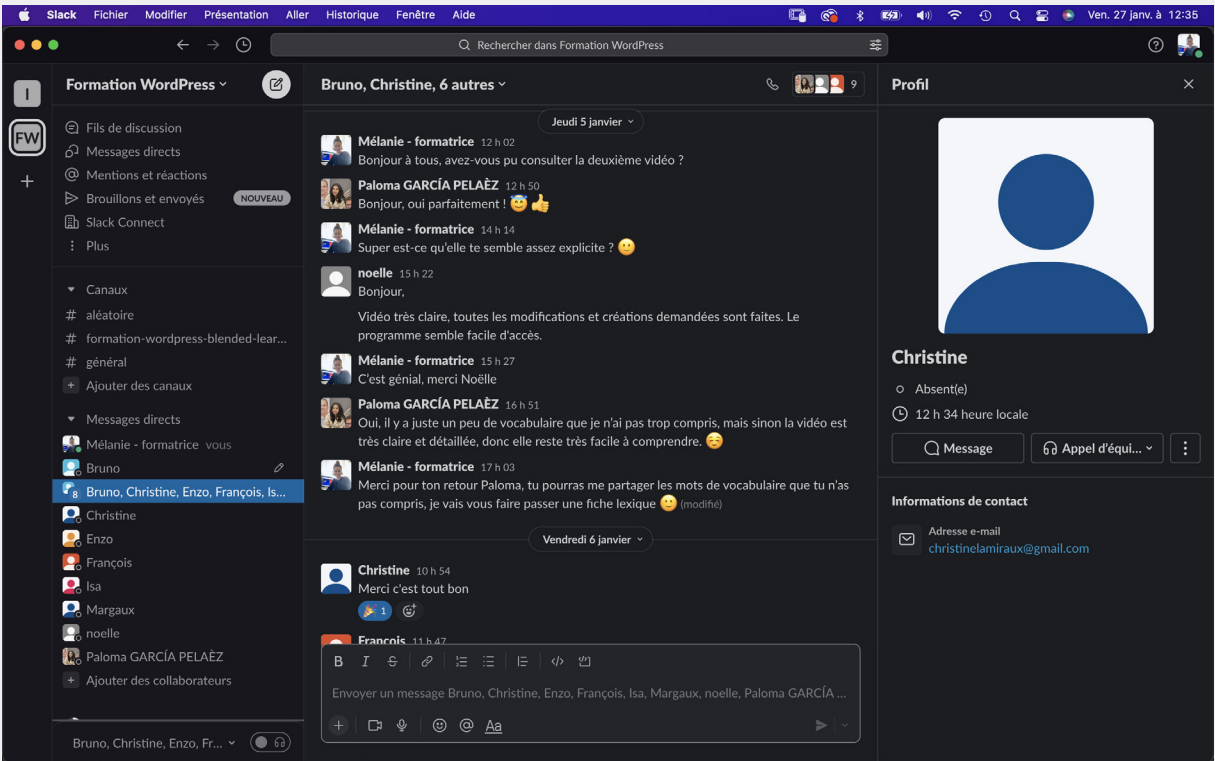 Slack Fichier Modifier Présentation Aller Historique Fenêtre Aide
Ven. 27 janv. à 12:35
Rechercher dans Formation WordPress
I
FW
Formation WordPress
Fils de discussion
Messages directs
Mentions et réactions
Brouillons et envoyés NOUVEAU
Slack Connect
Plus
Canaux
# aléatoire
# formation-wordpress-blended-lear...
# général
+ Ajouter des canaux
Messages directs
Mélanie - formatrice vous
Bruno
8 Bruno, Christine, Enzo, François, Is...
Christine
Enzo
François
Isa
Margaux
noelle
Paloma GARCÍA PELAÈZ
+ Ajouter des collaborateurs
Bruno, Christine, Enzo, Fr...
Bruno, Christine, 6 autres
9
Jeudi 5 janvier
Mélanie - formatrice 12 h 02
Bonjour à tous, avez-vous pu consulter la deuxième vidéo ?
Paloma GARCÍA PELAÈZ 12 h 50
Bonjour, oui parfaitement ! 😇 👍
Mélanie - formatrice 14 h 14
Super est-ce qu'elle te semble assez explicite ? 🙂
noelle 15 h 22
Bonjour,
Vidéo très claire, toutes les modifications et créations demandées sont faites. Le
programme semble facile d'accès.
Mélanie - formatrice 15 h 27
C'est génial, merci Noëlle
Paloma GARCÍA PELAÈZ 16 h 51
Oui, il y a juste un peu de vocabulaire que je n'ai pas trop compris, mais sinon la vidéo est
très claire et détaillée, donc elle reste très facile à comprendre. ☺️
Mélanie - formatrice 17 h 03
Merci pour ton retour Paloma, tu pourras me partager les mots de vocabulaire que tu n'as
pas compris, je vais vous faire passer une fiche lexique 🙂 (modifié)
Vendredi 6 janvier
Christine 10 h 54
Merci c'est tout bon
🎉 1
François 11 h 47
B I S
Envoyer un message Bruno, Christine, Enzo, François, Isa, Margaux, noelle, Paloma GARCÍA ...
+ @ Aa
Profil
Christine
Absent(e)
12 h 34 heure locale
Message
Appel d'équi...
Informations de contact
Adresse e-mail
christinelamiraux@gmail.com